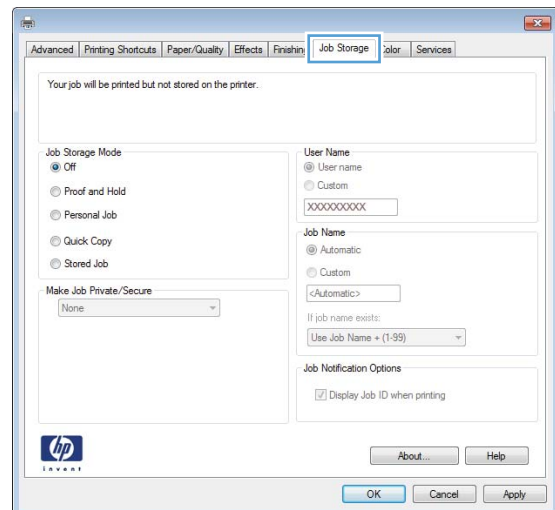 Advanced Printing Shortcuts Paper/Quality Effects Finishing Job Storage Color Services
Your job will be printed but not stored on the printer.
Job Storage Mode
Off
Proof and Hold
Personal Job
Quick Copy
Stored Job
Make Job Private/Secure
None
User Name
User name
Custom
XXXXXXXXX
Job Name
Automatic
Custom
<Automatic>
If job name exists:
Use Job Name + (1-99)
Job Notification Options
Display Job ID when printing
hp
invent
About... Help
OK Cancel Apply